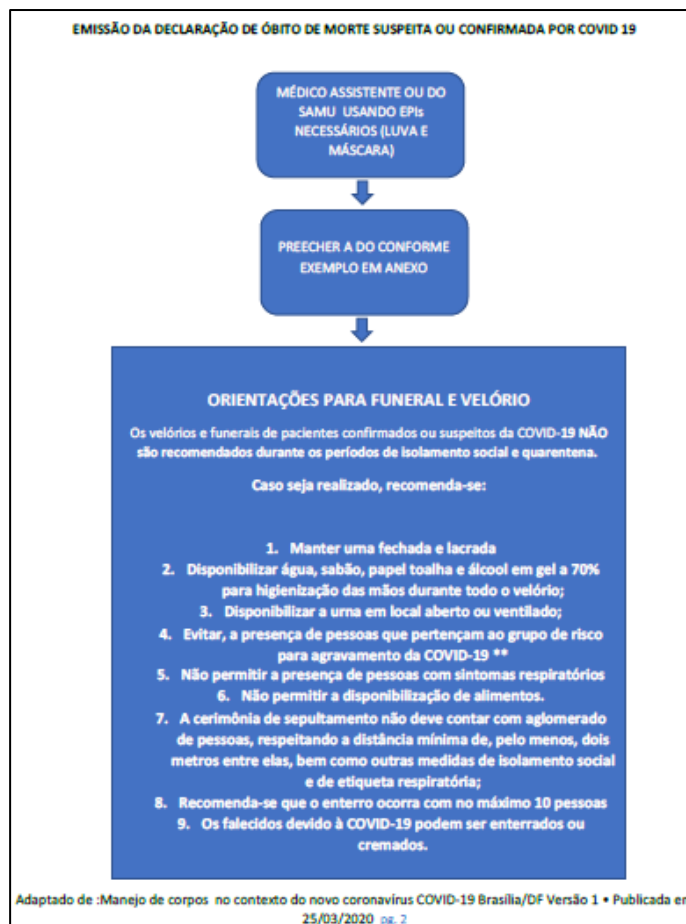 EMISSÃO DA DECLARAÇÃO DE ÓBITO DE MORTE SUSPEITA OU CONFIRMADA POR COVID 19
MÉDICO ASSISTENTE OU DO
SAMU USANDO EPIs
NECESSÁRIOS (LUVA E
MÁSCARA)
PREECHER A DO CONFORME
EXEMPLO EM ANEXO
ORIENTAÇÕES PARA FUNERAL E VELÓRIO
Os velórios e funerais de pacientes confirmados ou suspeitos da COVID-19 NÃO
são recomendados durante os períodos de isolamento social e quarentena.
Caso seja realizado, recomenda-se:
1. Manter urna fechada e lacrada
2. Disponibilizar água, sabão, papel toalha e álcool em gel a 70%
para higienização das mãos durante todo o velório;
3. Disponibilizar a urna em local aberto ou ventilado;
4. Evitar, a presença de pessoas que pertençam ao grupo de risco
para agravamento da COVID-19 **
5. Não permitir a presença de pessoas com sintomas respiratórios
6. Não permitir a disponibilização de alimentos.
7. A cerimônia de sepultamento não deve contar com aglomerado
de pessoas, respeitando a distância mínima de, pelo menos, dois
metros entre elas, bem como outras medidas de isolamento social
e de etiqueta respiratória;
8. Recomenda-se que o enterro ocorra com no máximo 10 pessoas
9. Os falecidos devido à COVID-19 podem ser enterrados ou
cremados.
Adaptado de :Manejo de corpos no contexto do novo coronavírus COVID-19 Brasília/DF Versão 1 • Publicada em
25/03/2020 pg. 2